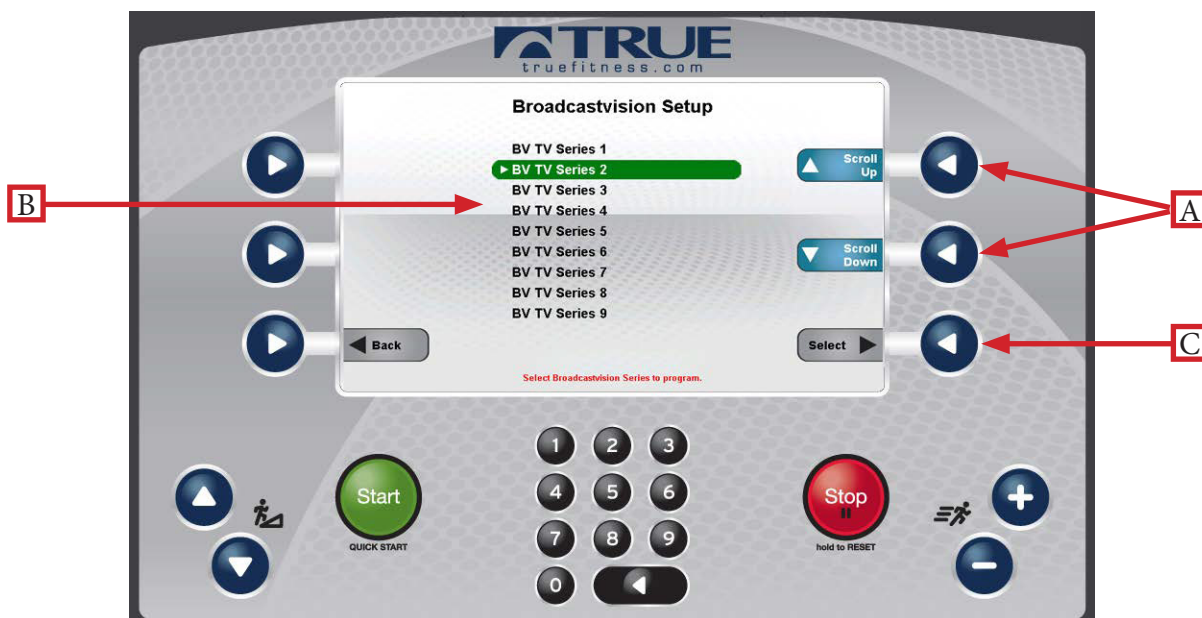 TRUE
truefitness.com
Broadcastvision Setup
BV TV Series 1
BV TV Series 2
BV TV Series 3
BV TV Series 4
BV TV Series 5
BV TV Series 6
BV TV Series 7
BV TV Series 8
BV TV Series 9
Scroll
Up
Scroll
Down
Back
Select
Select Broadcastvision Series to program.
B
A
C
Start
QUICK START
1 2 3
4 5 6
7 8 9
0
Stop
hold to RESET